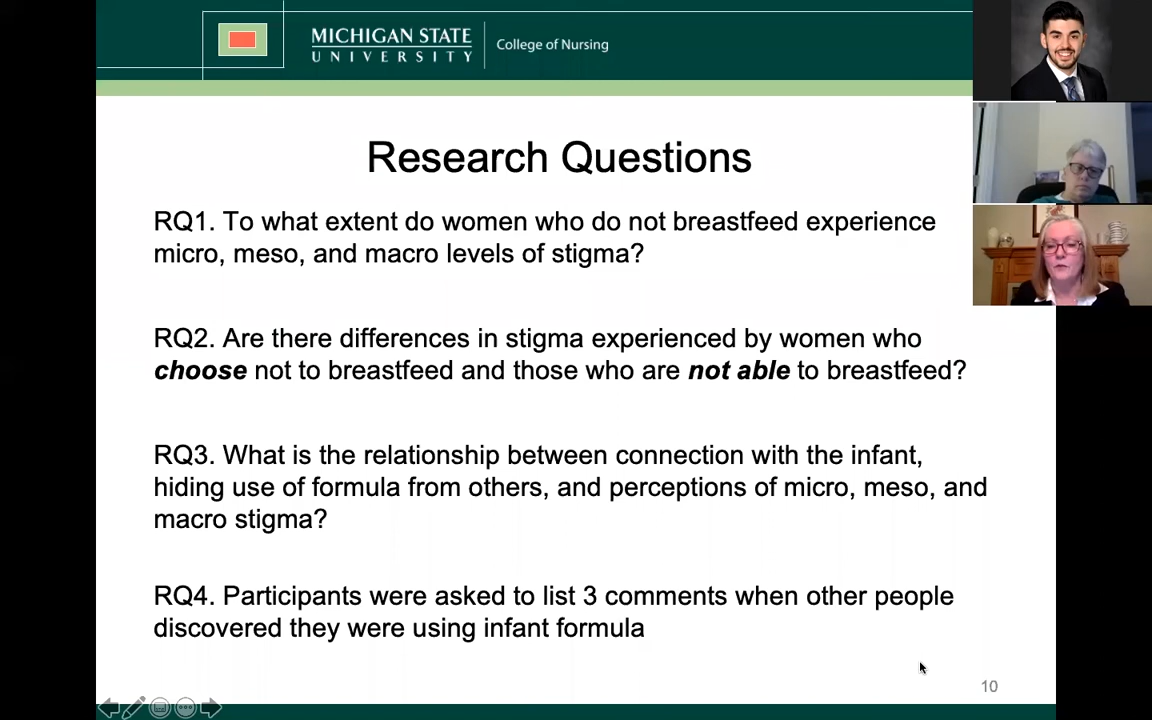 MICHIGAN STATE
UNIVERSITY
College of Nursing
Research Questions
RQ1. To what extent do women who do not breastfeed experience
micro, meso, and macro levels of stigma?
RQ2. Are there differences in stigma experienced by women who
choose not to breastfeed and those who are not able to breastfeed?
RQ3. What is the relationship between connection with the infant,
hiding use of formula from others, and perceptions of micro, meso, and
macro stigma?
RQ4. Participants were asked to list 3 comments when other people
discovered they were using infant formula
10